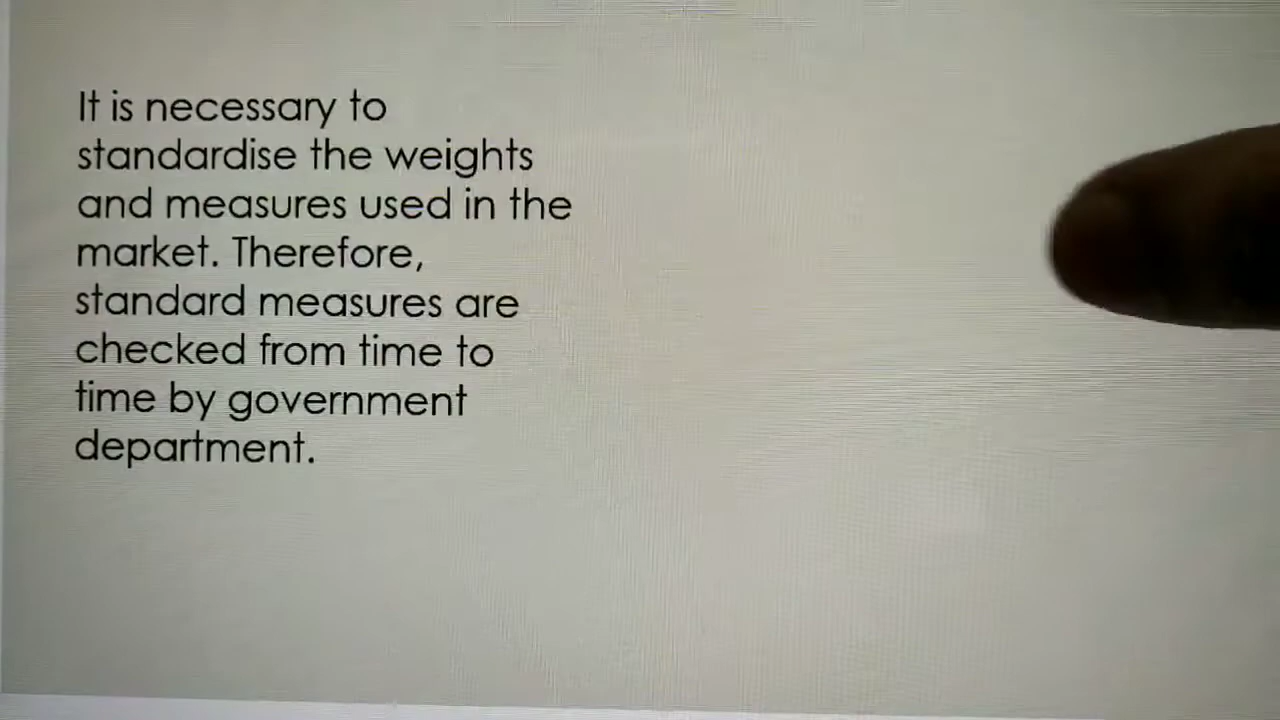 It is necessary to
standardise the weights
and measures used in the
market. Therefore,
standard measures are
checked from time to
time by government
department.